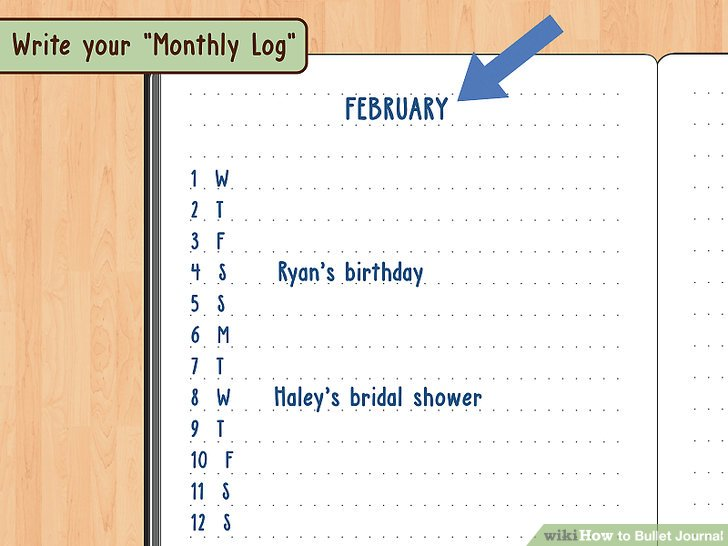 Write your "Monthly Log"
FEBRUARY
1 W
2 T
3 F
4 S Ryan's birthday
5 S
6 M
7 T
8 W Haley's bridal shower
9 T
10 F
11 S
12 S
wikiHow to Bullet Journal